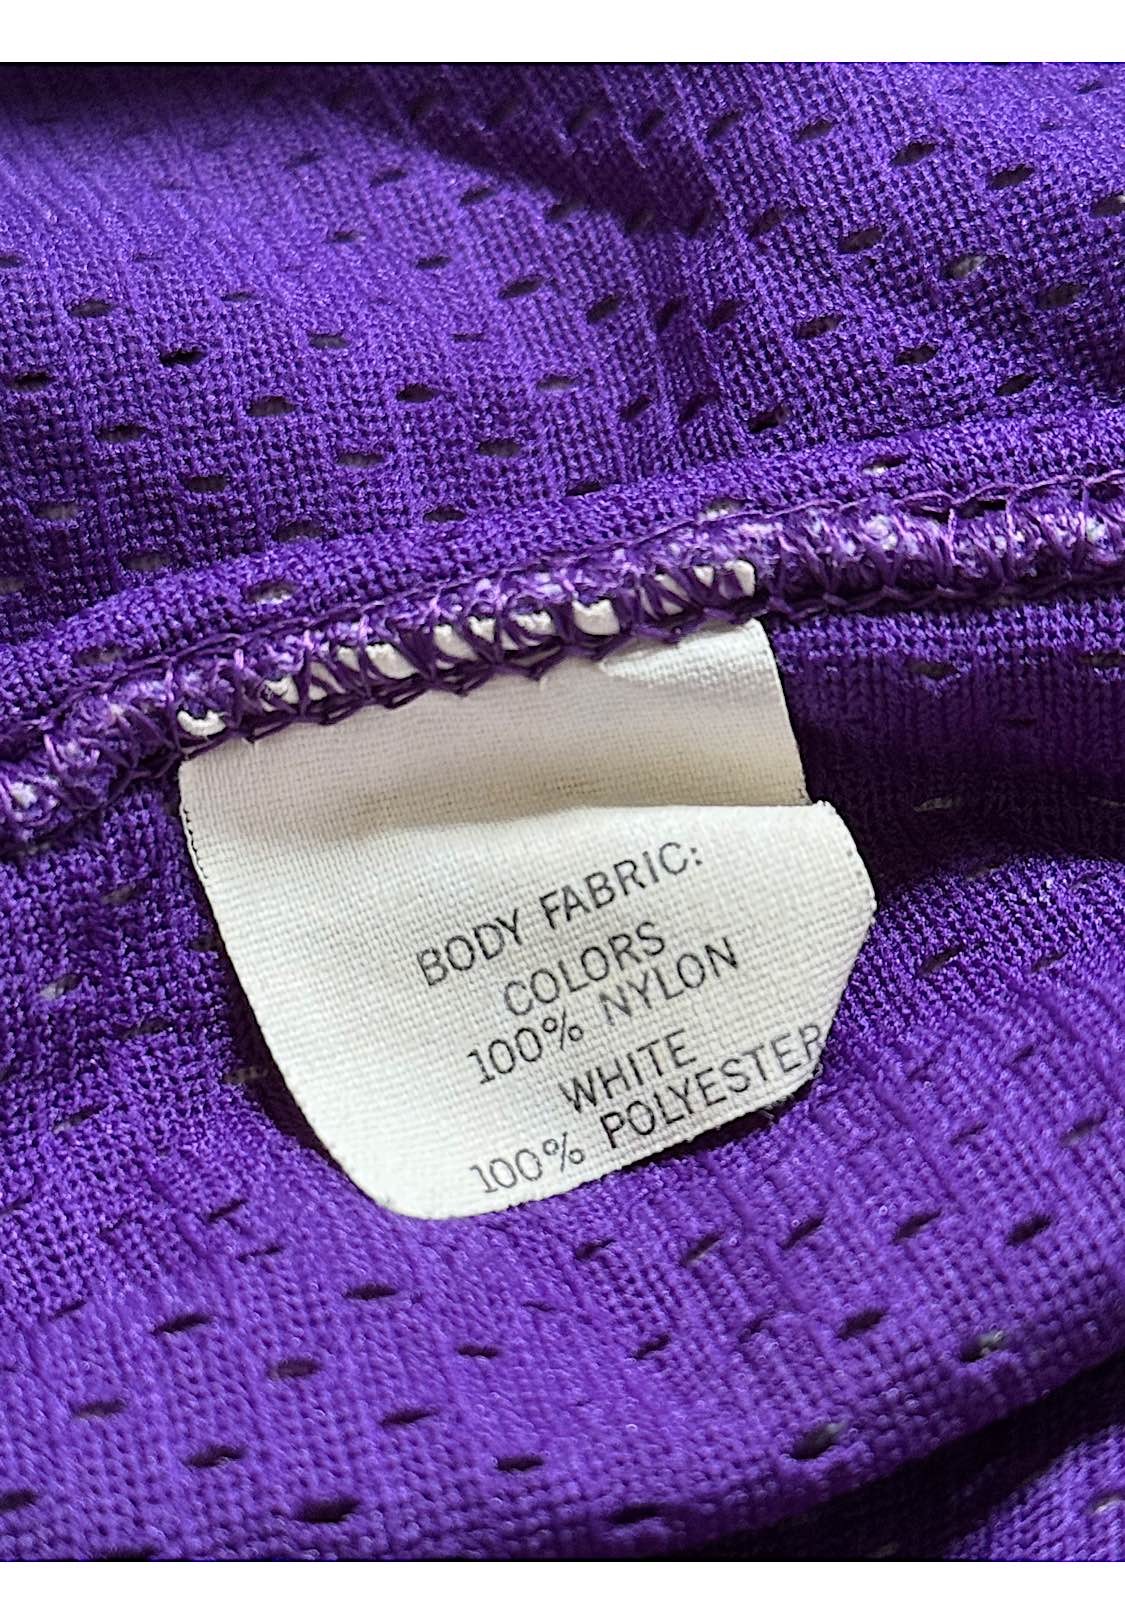 BODY FABRIC:
COLORS
100% NYLON
WHITE
100% POLYESTER